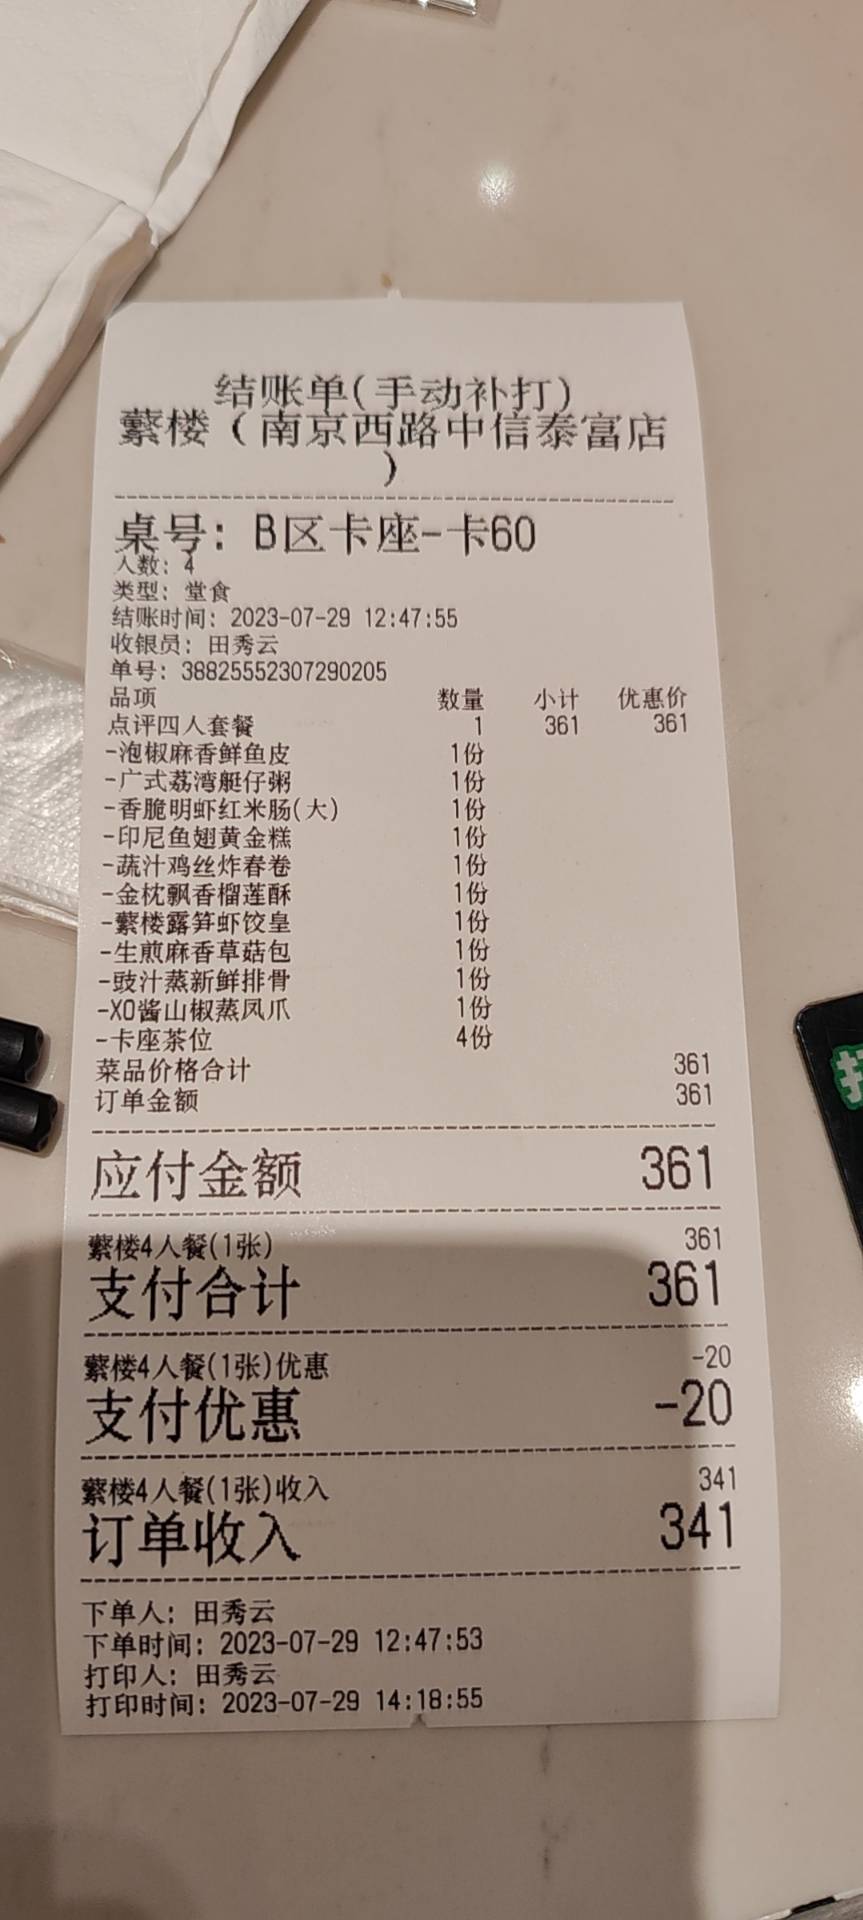 结账单(手动补打)
蘩楼(南京西路中信泰富店
)
桌号: B区卡座-卡60
人数: 4
类型: 堂食
结账时间: 2023-07-29 12:47:55
收银员: 田秀云
单号: 38825552307290205
品项 数量 小计 优惠价
点评四人套餐 1 361 361
-泡椒麻香鲜鱼皮 1份
-广式荔湾艇仔粥 1份
-香脆明虾红米肠(大) 1份
-印尼鱼翅黄金糕 1份
-蔬汁鸡丝炸春卷 1份
-金枕飘香榴莲酥 1份
-蘩楼露笋虾饺皇 1份
-生煎麻香草菇包 1份
-豉汁蒸新鲜排骨 1份
-XO酱山椒蒸凤爪 1份
-卡座茶位 4份
菜品价格合计 361
订单金额 361
应付金额 361
蘩楼4人餐(1张) 361
支付合计 361
蘩楼4人餐(1张)优惠 -20
支付优惠 -20
蘩楼4人餐(1张)收入 341
订单收入 341
下单人: 田秀云
下单时间: 2023-07-29 12:47:53
打印人: 田秀云
打印时间: 2023-07-29 14:18:55